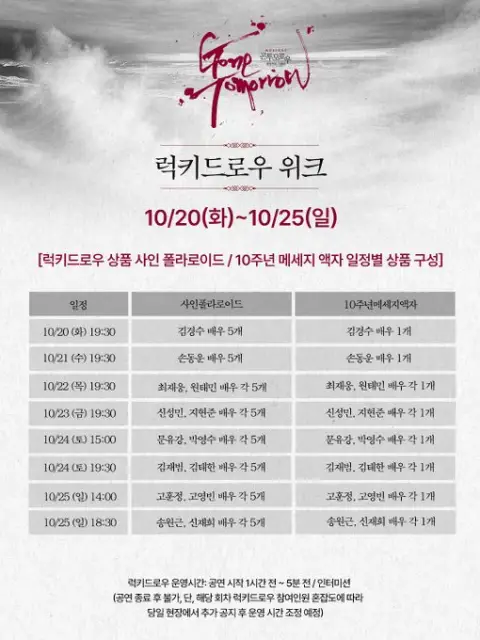 Gone Tomorrow
곤 투모로우
럭키드로우 위크
10/20(화)~10/25(일)
[럭키드로우 상품 사인 폴라로이드 / 10주년 메세지 액자 일정별 상품 구성]
일정 사인폴라로이드 10주년메세지액자
10/20 (화) 19:30 김경수 배우 5개 김경수 배우 1개
10/21 (수) 19:30 손동운 배우 5개 손동운 배우 1개
10/22 (목) 19:30 최재웅, 원태민 배우 각 5개 최재웅, 원태민 배우 각 1개
10/23 (금) 19:30 신성민, 지현준 배우 각 5개 신성민, 지현준 배우 각 1개
10/24 (토) 15:00 문유강, 박영수 배우 각 5개 문유강, 박영수 배우 각 1개
10/24 (토) 19:30 김재범, 김태한 배우 각 5개 김재범, 김태한 배우 각 1개
10/25 (일) 14:00 고훈정, 고영빈 배우 각 5개 고훈정, 고영빈 배우 각 1개
10/25 (일) 18:30 송원근, 신재희 배우 각 5개 송원근, 신재희 배우 각 1개
럭키드로우 운영시간: 공연 시작 1시간 전 ~ 5분 전 / 인터미션
(공연 종료 후 불가, 단, 해당 회차 럭키드로우 참여인원 혼잡도에 따라
당일 현장에서 추가 공지 후 운영 시간 조정 예정)